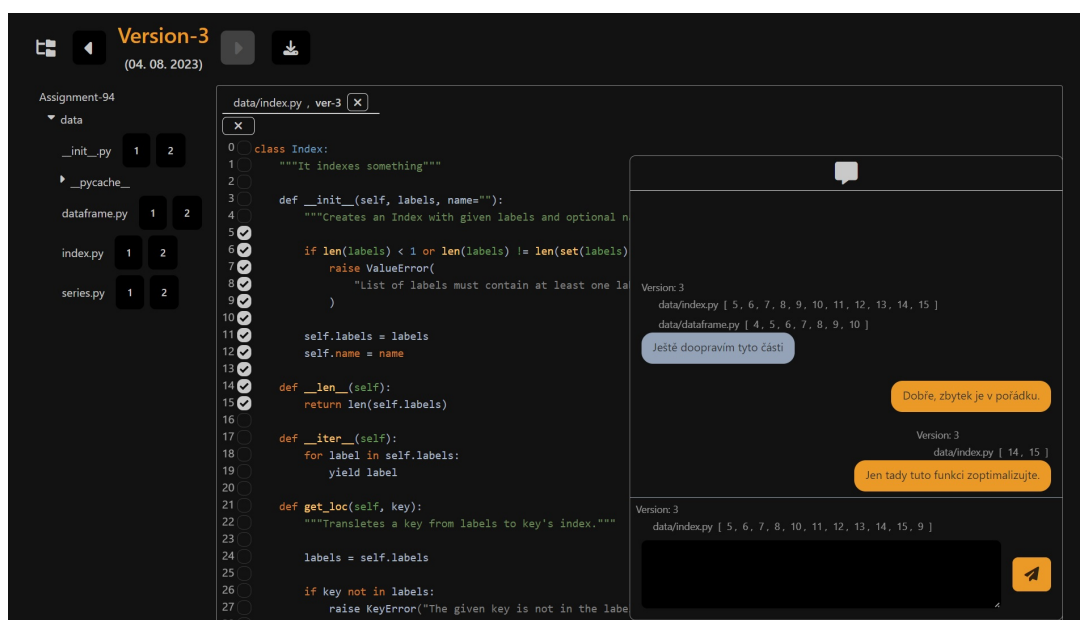 Version-3
(04. 08. 2023)
Assignment-94
data
__init__.py 1 2
__pycache__
dataframe.py 1 2
index.py 1 2
series.py 1 2
data/index.py , ver-3
0 class Index:
1 """It indexes something"""
2
3 def __init__(self, labels, name=""):
4 """Creates an Index with given labels and optional n
5
6 if len(labels) < 1 or len(labels) != len(set(labels)
7 raise ValueError(
8 "List of labels must contain at least one la
9 )
10
11 self.labels = labels
12 self.name = name
13
14 def __len__(self):
15 return len(self.labels)
16
17 def __iter__(self):
18 for label in self.labels:
19 yield label
20
21 def get_loc(self, key):
22 """Transletes a key from labels to key's index."""
23
24 labels = self.labels
25
26 if key not in labels:
27 raise KeyError("The given key is not in the labe
Version: 3
data/index.py [ 5, 6, 7, 8, 9, 10, 11, 12, 13, 14, 15 ]
data/dataframe.py [ 4, 5, 6, 7, 8, 9, 10 ]
Ještě doopravím tyto části
Dobře, zbytek je v pořádku.
Version: 3
data/index.py [ 14, 15 ]
Jen tady tuto funkci zoptimalizujte.
Version: 3
data/index.py [ 5, 6, 7, 8, 10, 11, 12, 13, 14, 15, 9 ]